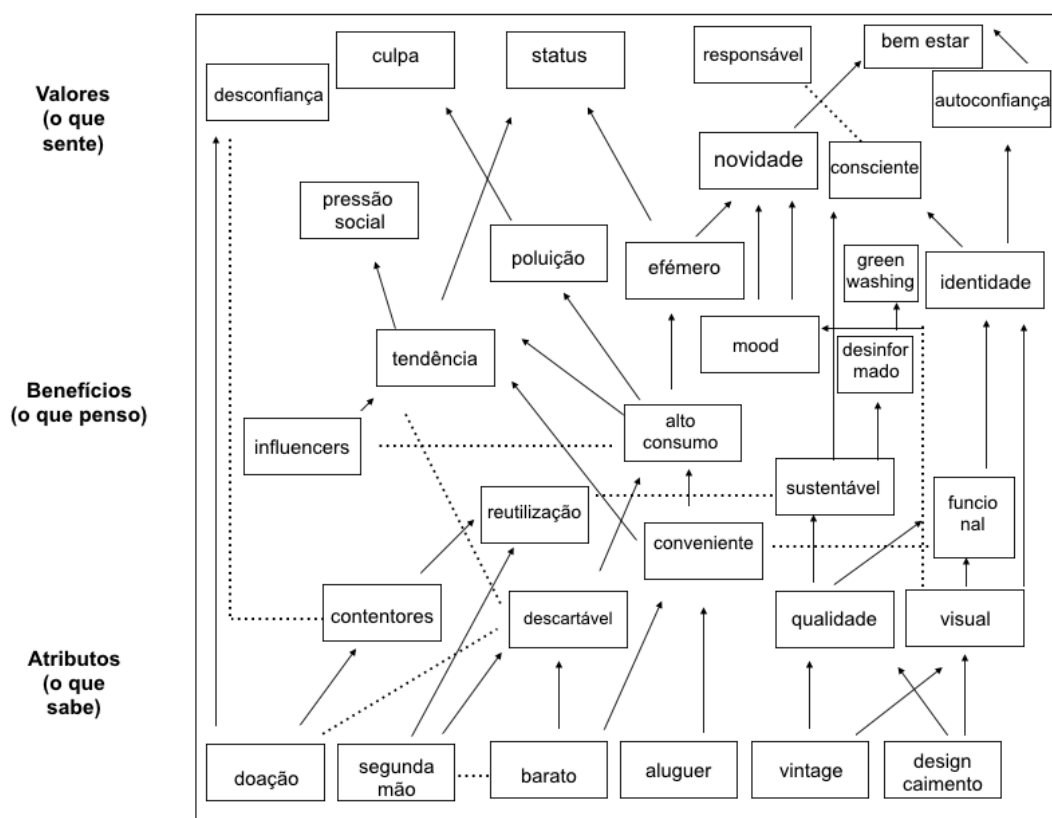 Valores
(o que
sente)
desconfiança
culpa
status
responsável
bem estar
autoconfiança
novidade
consciente
pressão
social
poluição
efémero
green
washing
identidade
Benefícios
(o que penso)
tendência
mood
desinfor
mado
influencers
alto
consumo
reutilização
sustentável
funcio
nal
conveniente
Atributos
(o que
sabe)
contentores
descartável
qualidade
visual
doação
segunda
mão
barato
aluguer
vintage
design
caimento